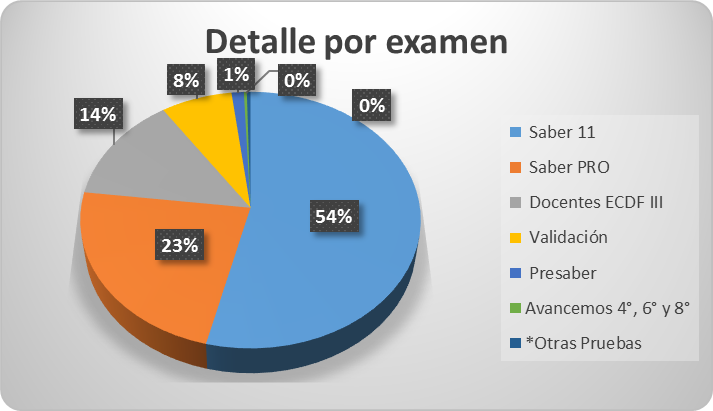 Detalle por examen
8%
1%
0%
0%
14%
54%
23%
Saber 11
Saber PRO
Docentes ECDF III
Validación
Presaber
Avancemos 4°, 6° y 8°
*Otras Pruebas